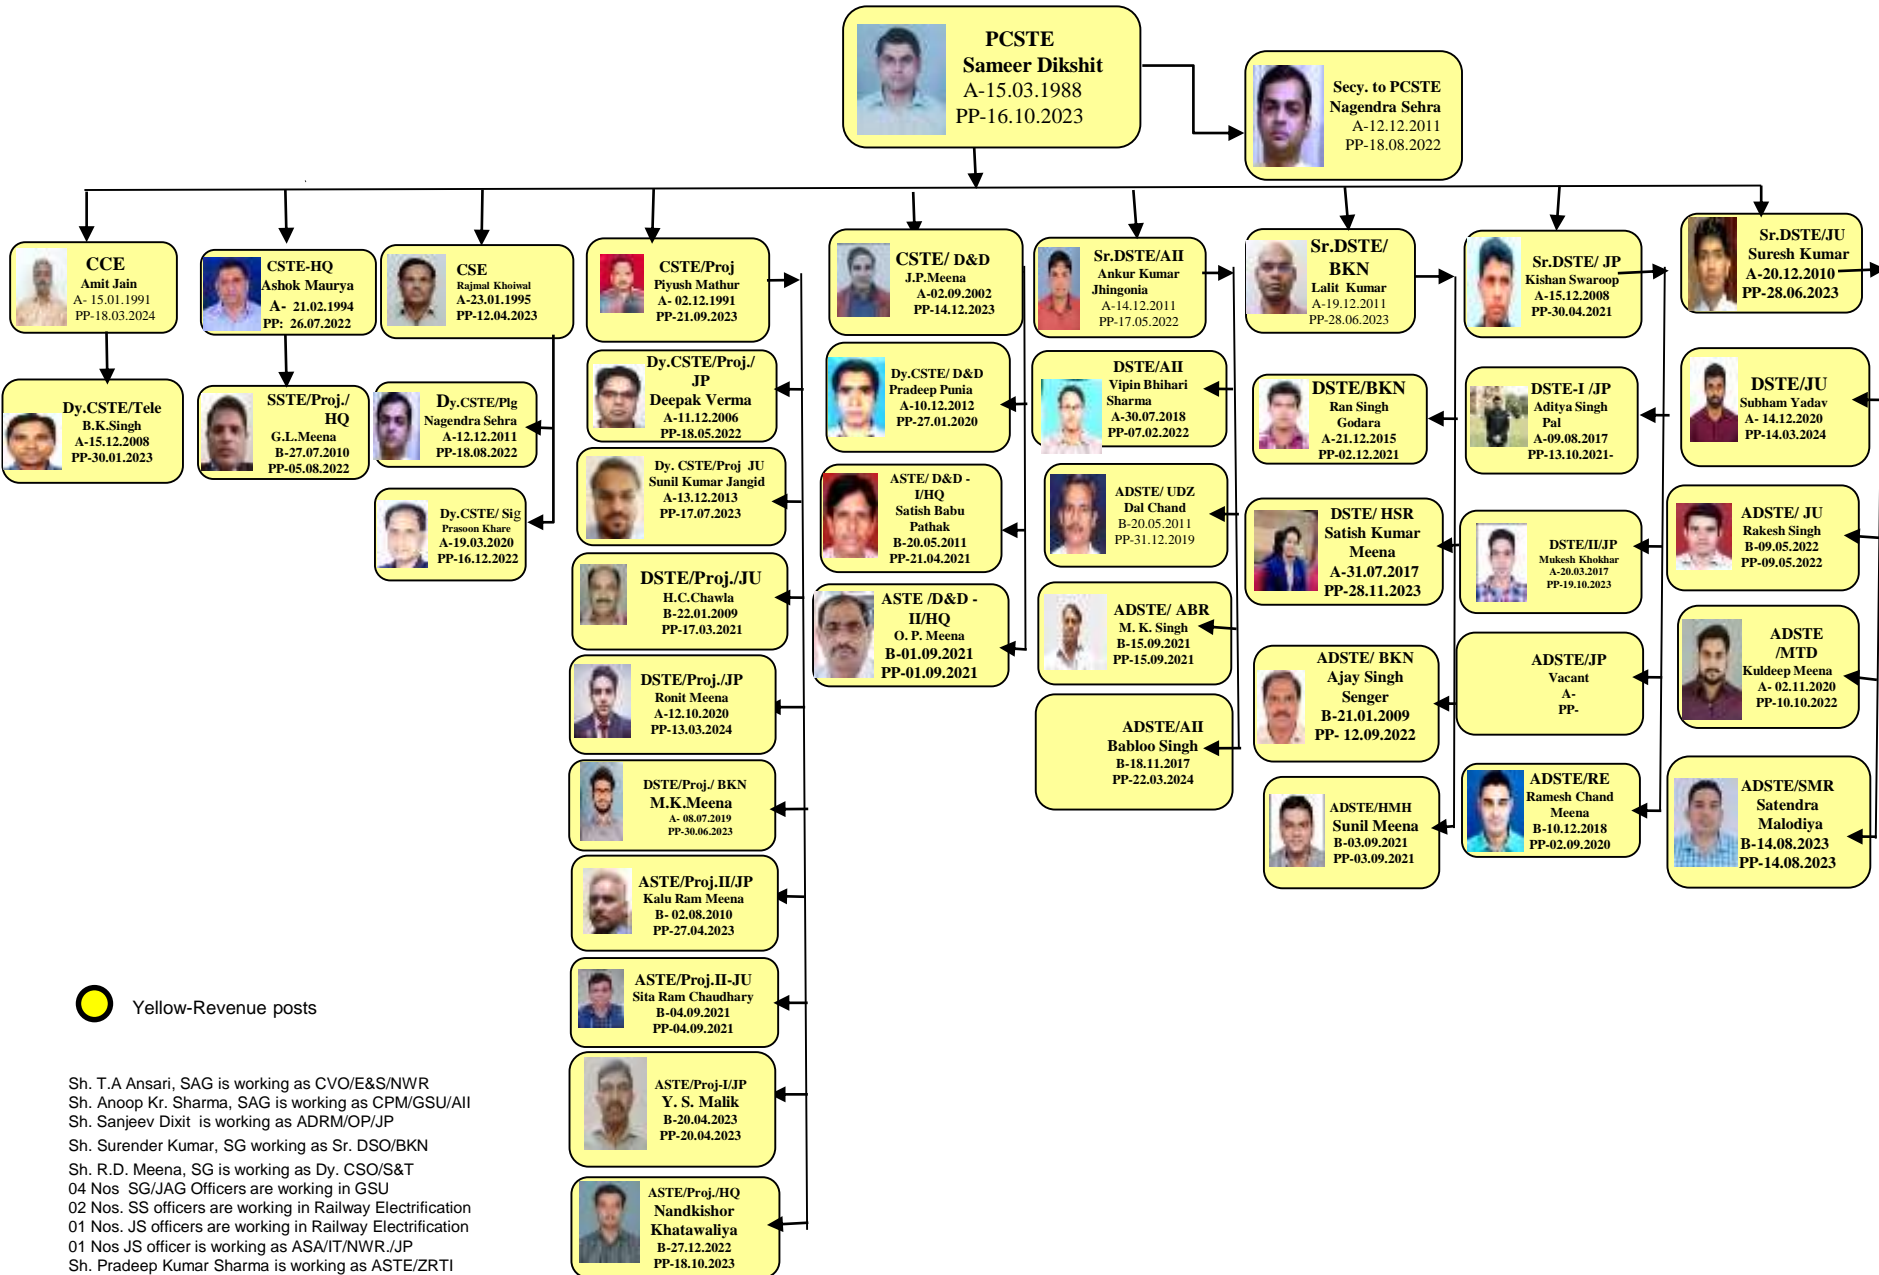 PCSTE
Sameer Dikshit
A-15.03.1988
PP-16.10.2023
Secy. to PCSTE
Nagendra Sehra
A-12.12.2011
PP-18.08.2022
CCE
Amit Jain
A- 15.01.1991
PP-18.03.2024
Dy.CSTE/Tele
B.K.Singh
A-15.12.2008
PP-30.01.2023
CSTE-HQ
Ashok Maurya
A- 21.02.1994
PP: 26.07.2022
SSTE/Proj./
HQ
G.L.Meena
B-27.07.2010
PP-05.08.2022
CSE
Rajmal Khoiwal
A-23.01.1995
PP-12.04.2023
Dy.CSTE/Plg
Nagendra Sehra
A-12.12.2011
PP-18.08.2022
Dy.CSTE/ Sig
Prasoon Khare
A-19.03.2020
PP-16.12.2022
CSTE/Proj
Piyush Mathur
A- 02.12.1991
PP-21.09.2023
Dy.CSTE/Proj./
JP
Deepak Verma
A-11.12.2006
PP-18.05.2022
Dy. CSTE/Proj JU
Sunil Kumar Jangid
A-13.12.2013
PP-17.07.2023
DSTE/Proj./JU
H.C.Chawla
B-22.01.2009
PP-17.03.2021
DSTE/Proj./JP
Ronit Meena
A-12.10.2020
PP-13.03.2024
DSTE/Proj./ BKN
M.K.Meena
A- 08.07.2019
PP-30.06.2023
ASTE/Proj.II/JP
Kalu Ram Meena
B- 02.08.2010
PP-27.04.2023
ASTE/Proj.II-JU
Sita Ram Chaudhary
B-04.09.2021
PP-04.09.2021
ASTE/Proj-I/JP
Y. S. Malik
B-20.04.2023
PP-20.04.2023
ASTE/Proj./HQ
Nandkishor
Khatawaliya
B-27.12.2022
PP-18.10.2023
CSTE/ D&D
J.P.Meena
A-02.09.2002
PP-14.12.2023
Dy.CSTE/ D&D
Pradeep Punia
A-10.12.2012
PP-27.01.2020
ASTE/ D&D -
I/HQ
Satish Babu
Pathak
B-20.05.2011
PP-21.04.2021
ASTE /D&D -
II/HQ
O. P. Meena
B-01.09.2021
PP-01.09.2021
Sr.DSTE/AII
Ankur Kumar
Jhingonia
A-14.12.2011
PP-17.05.2022
DSTE/AII
Vipin Bhihari
Sharma
A-30.07.2018
PP-07.02.2022
ADSTE/ UDZ
Dal Chand
B-20.05.2011
PP-31.12.2019
ADSTE/ ABR
M. K. Singh
B-15.09.2021
PP-15.09.2021
ADSTE/AII
Babloo Singh
B-18.11.2017
PP-22.03.2024
Sr.DSTE/
BKN
Lalit Kumar
A-19.12.2011
PP-28.06.2023
DSTE/BKN
Ran Singh
Godara
A-21.12.2015
PP-02.12.2021
DSTE/ HSR
Satish Kumar
Meena
A-31.07.2017
PP-28.11.2023
ADSTE/ BKN
Ajay Singh
Senger
B-21.01.2009
PP- 12.09.2022
ADSTE/HMH
Sunil Meena
B-03.09.2021
PP-03.09.2021
Sr.DSTE/ JP
Kishan Swaroop
A-15.12.2008
PP-30.04.2021
DSTE-I /JP
Aditya Singh
Pal
A-09.08.2017
PP-13.10.2021-
DSTE/II/JP
Mukesh Khokhar
A-20.03.2017
PP-19.10.2023
ADSTE/JP
Vacant
A-
PP-
ADSTE/RE
Ramesh Chand
Meena
B-10.12.2018
PP-02.09.2020
Sr.DSTE/JU
Suresh Kumar
A-20.12.2010
PP-28.06.2023
DSTE/JU
Subham Yadav
A- 14.12.2020
PP-14.03.2024
ADSTE/ JU
Rakesh Singh
B-09.05.2022
PP-09.05.2022
ADSTE
/MTD
Kuldeep Meena
A- 02.11.2020
PP-10.10.2022
ADSTE/SMR
Satendra
Malodiya
B-14.08.2023
PP-14.08.2023
Yellow-Revenue posts
Sh. T.A Ansari, SAG is working as CVO/E&S/NWR
Sh. Anoop Kr. Sharma, SAG is working as CPM/GSU/AII
Sh. Sanjeev Dixit is working as ADRM/OP/JP
Sh. Surender Kumar, SG working as Sr. DSO/BKN
Sh. R.D. Meena, SG is working as Dy. CSO/S&T
04 Nos SG/JAG Officers are working in GSU
02 Nos. SS officers are working in Railway Electrification
01 Nos. JS officers are working in Railway Electrification
01 Nos JS officer is working as ASA/IT/NWR./JP
Sh. Pradeep Kumar Sharma is working as ASTE/ZRTI